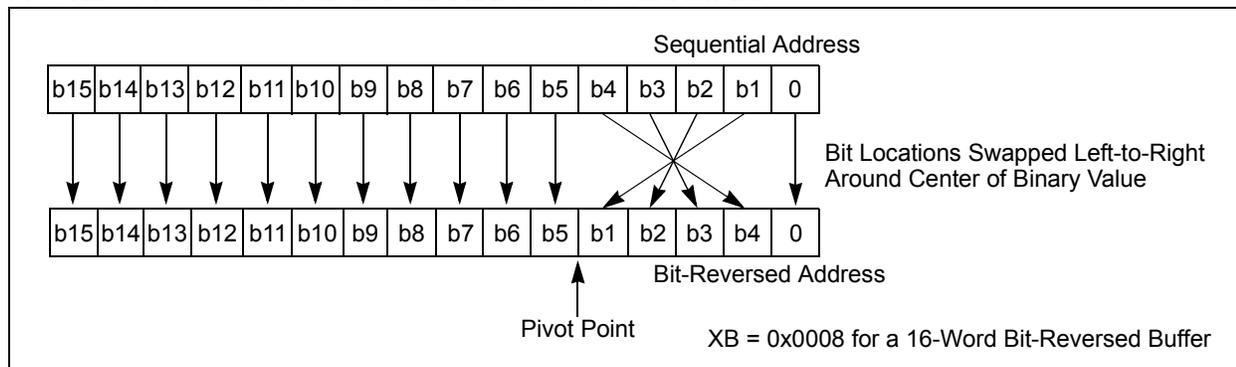 Sequential Address
b15 b14 b13 b12 b11 b10 b9 b8 b7 b6 b5 b4 b3 b2 b1 0
Bit Locations Swapped Left-to-Right
Around Center of Binary Value
b15 b14 b13 b12 b11 b10 b9 b8 b7 b6 b5 b1 b2 b3 b4 0
Bit-Reversed Address
Pivot Point
XB = 0x0008 for a 16-Word Bit-Reversed Buffer